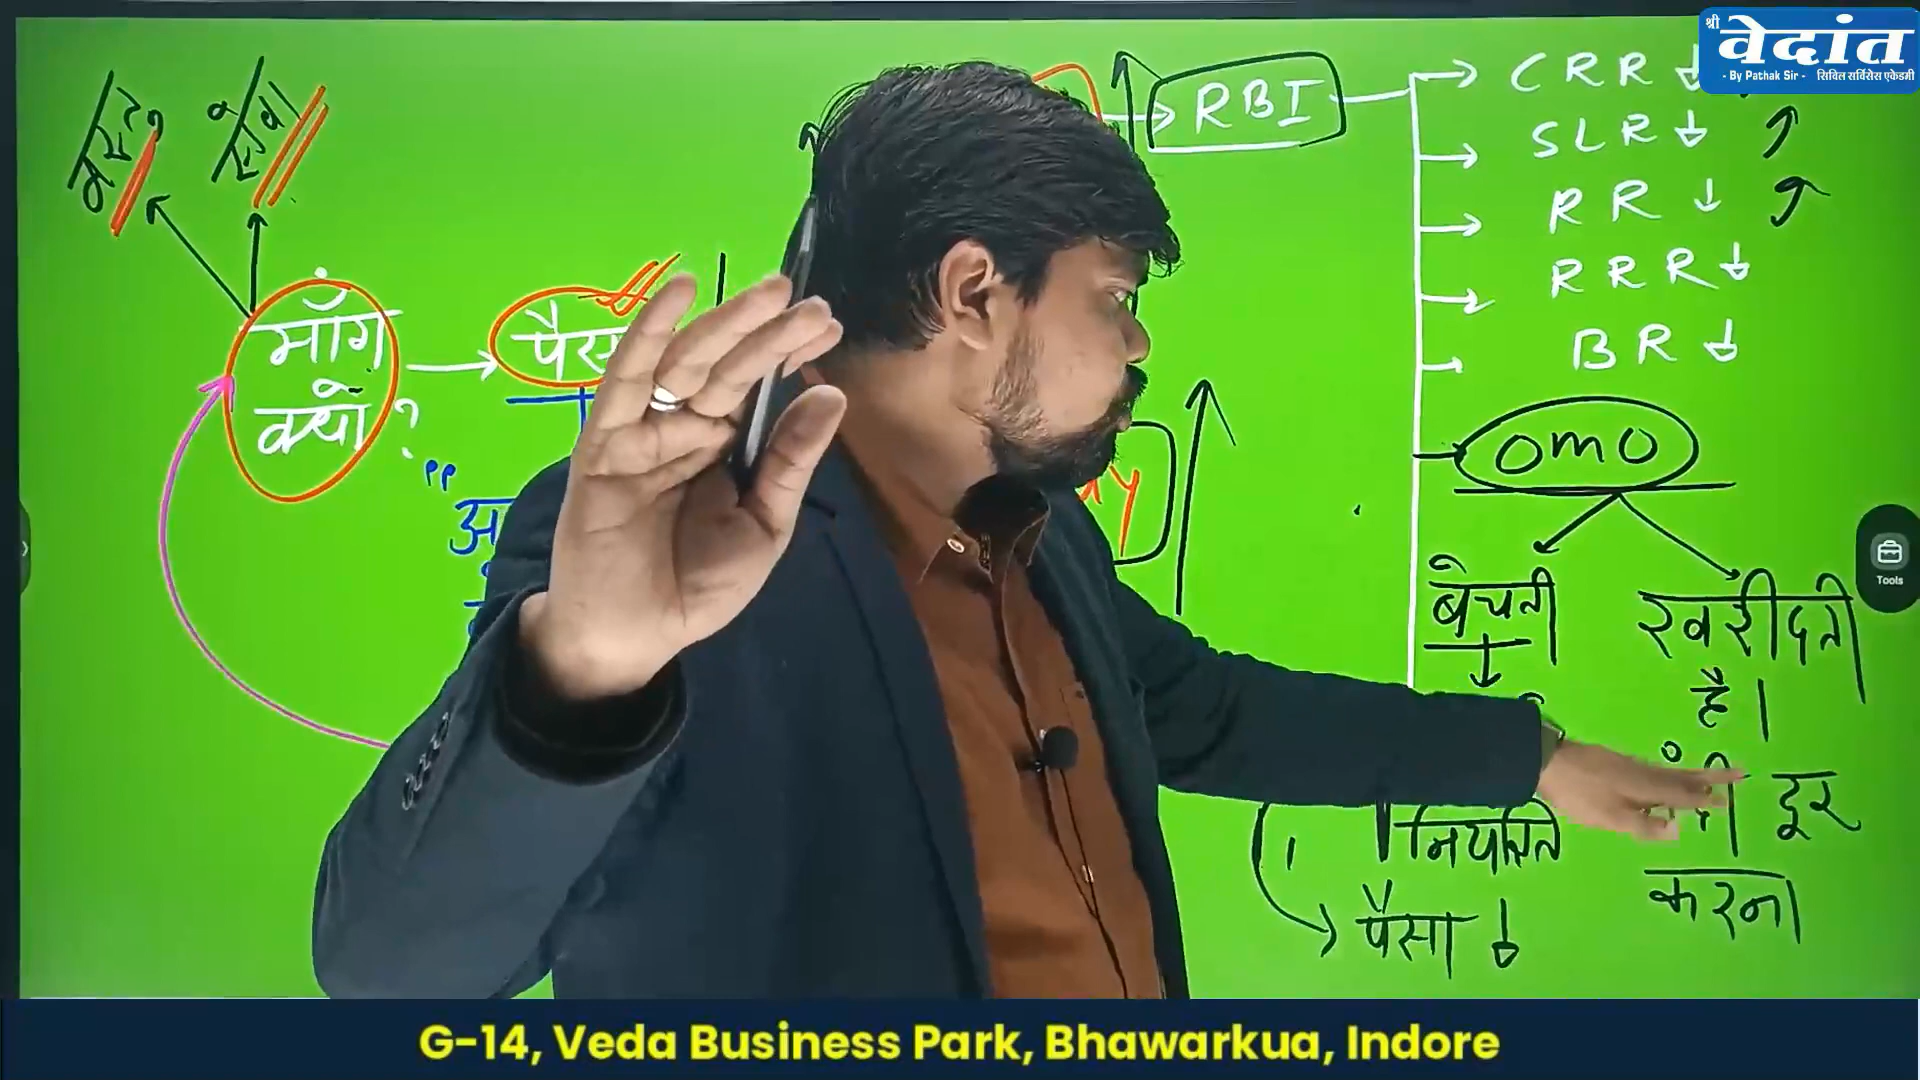 श्री
वेदांत
- By Pathak Sir -
सिविल सर्विसेस एकेडमी
RBI
CRR
SLR ↓
RR ↓
RRR ↓
BR ↓
OMO
सेवा
माँग
क्यों ?
बेचती
खरीदती
है।
दूर
करना
पैसा ↓
Tools
G-14, Veda Business Park, Bhawarkua, Indore